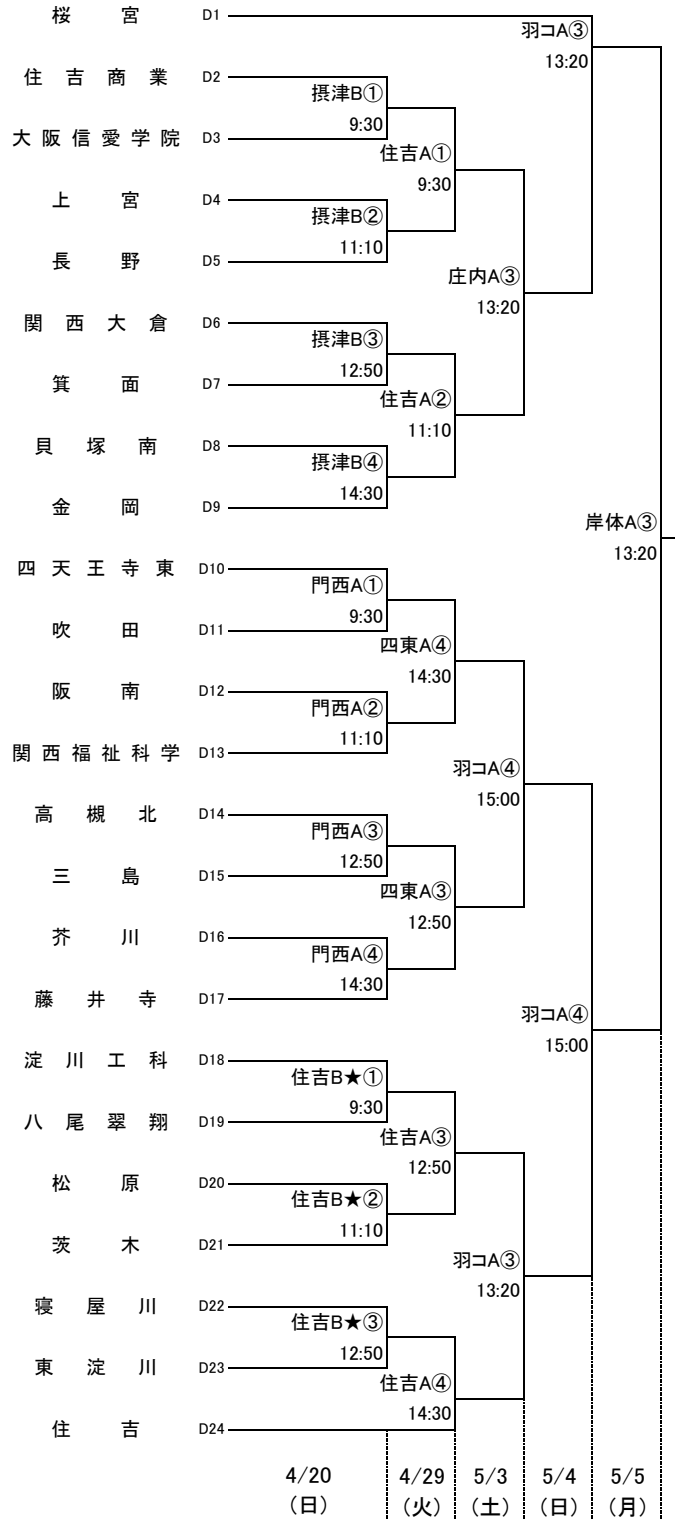 桜宮 D1
羽コA③
13:20
住吉商業 D2
摂津B①
9:30
大阪信愛学院 D3
住吉A①
9:30
上宮 D4
摂津B②
11:10
長野 D5
庄内A③
13:20
関西大倉 D6
摂津B③
12:50
箕面 D7
住吉A②
11:10
貝塚南 D8
摂津B④
14:30
金岡 D9
岸体A③
13:20
四天王寺東 D10
門西A①
9:30
吹田 D11
四東A④
14:30
阪南 D12
門西A②
11:10
関西福祉科学 D13
羽コA④
15:00
高槻北 D14
門西A③
12:50
三島 D15
四東A③
12:50
芥川 D16
門西A④
14:30
藤井寺 D17
羽コA④
15:00
淀川工科 D18
住吉B★①
9:30
八尾翠翔 D19
住吉A③
12:50
松原 D20
住吉B★②
11:10
茨木 D21
羽コA③
13:20
寝屋川 D22
住吉B★③
12:50
東淀川 D23
住吉A④
14:30
住吉 D24
4/20 4/29 5/3 5/4 5/5
（日） （火） （土） （日） （月）